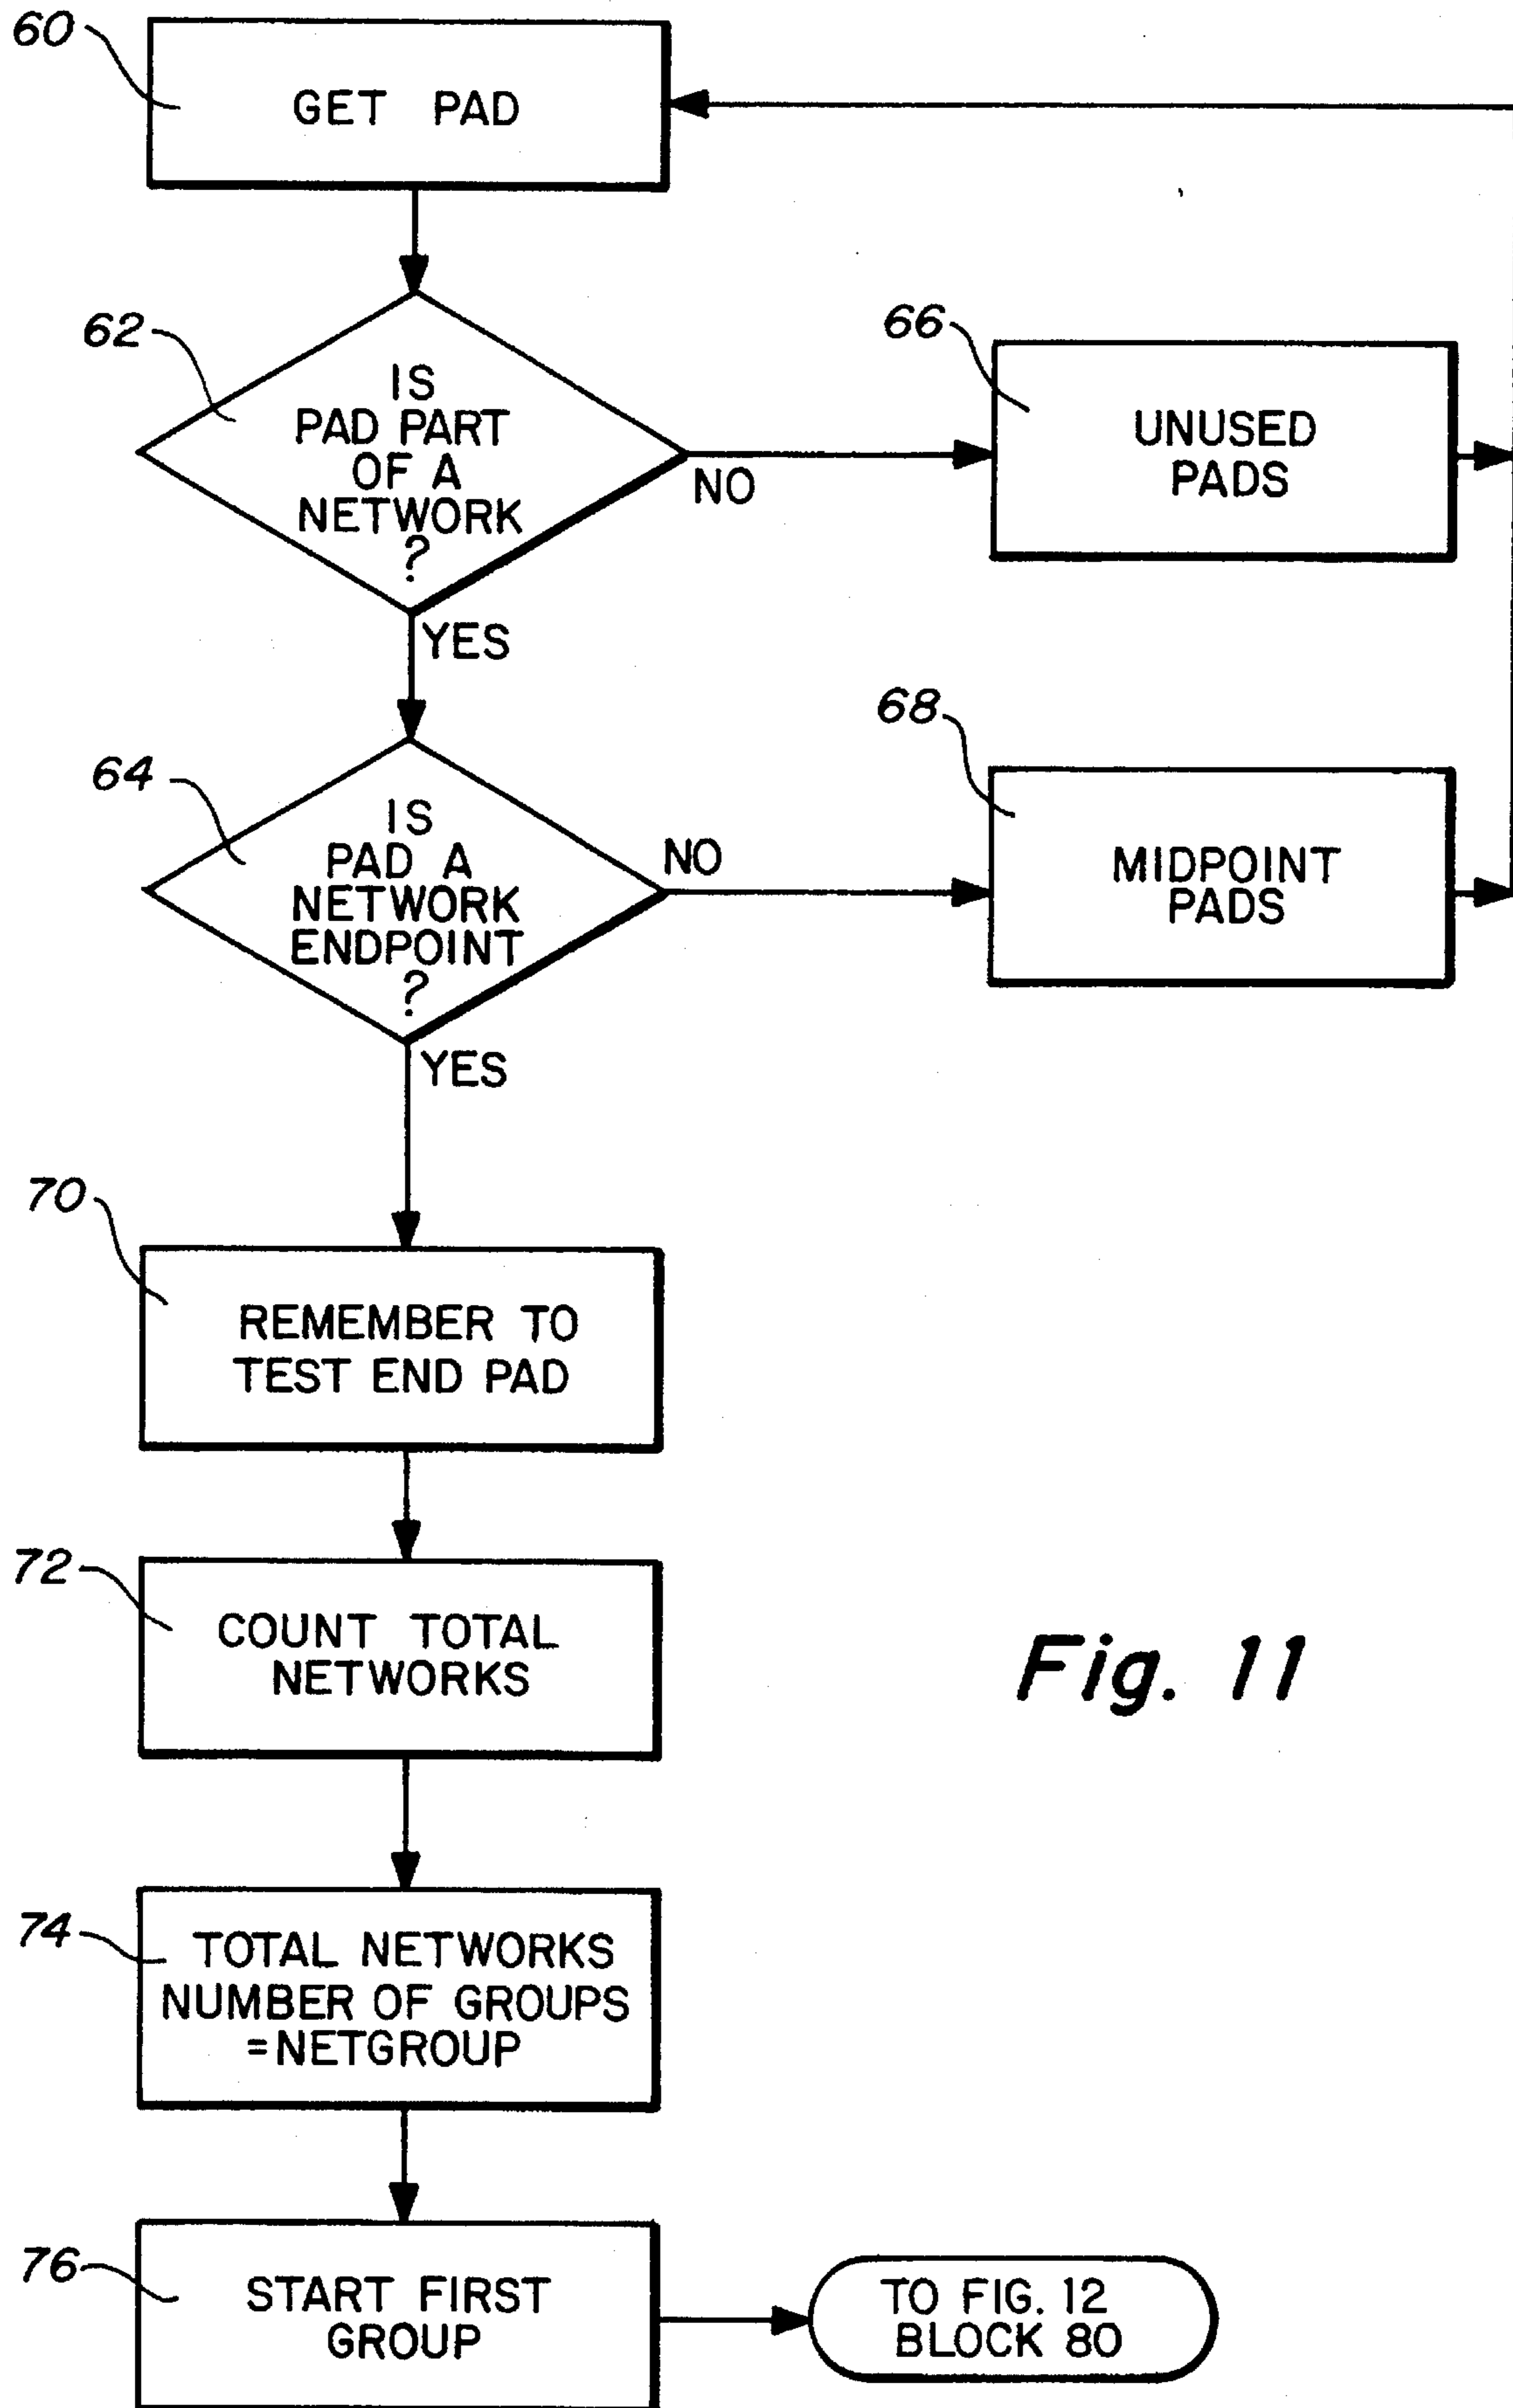 60
GET PAD
62
IS
PAD PART
OF A
NETWORK
?
NO
YES
66
UNUSED
PADS
64
IS
PAD A
NETWORK
ENDPOINT
?
NO
YES
68
MIDPOINT
PADS
70
REMEMBER TO
TEST END PAD
72
COUNT TOTAL
NETWORKS
Fig. 11
74
TOTAL NETWORKS
NUMBER OF GROUPS
=NETGROUP
76
START FIRST
GROUP
TO FIG. 12
BLOCK 80